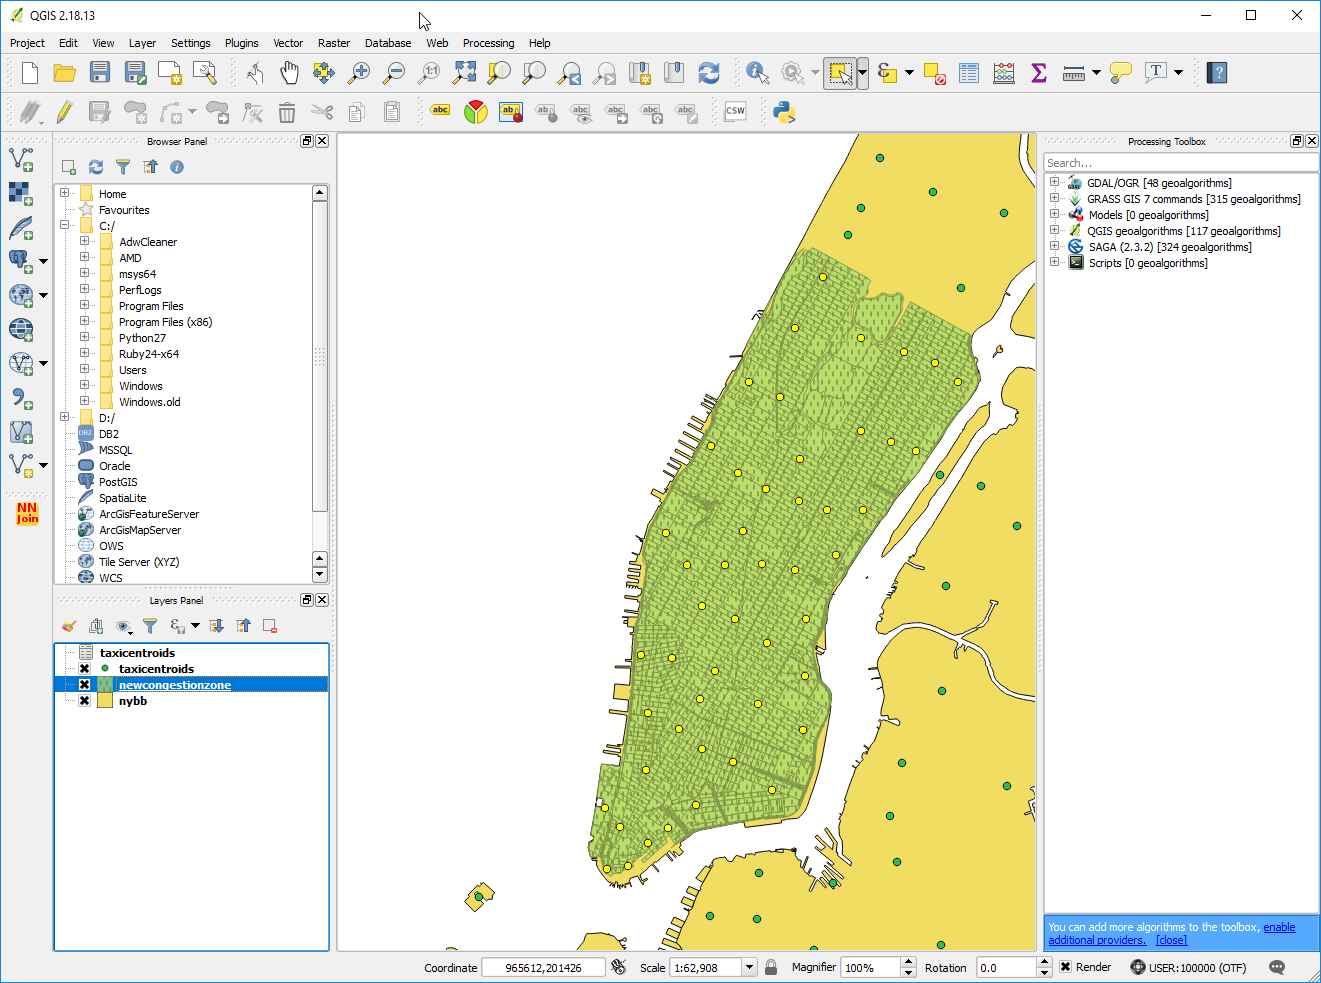 QGIS 2.18.13
Project Edit View Layer Settings Plugins Vector Raster Database Web Processing Help
1:1
abc abc ab abc abc abc abc CSW
Browser Panel
Home
Favourites
C:/
AdwCleaner
AMD
msys64
PerfLogs
Program Files
Program Files (x86)
Python27
Ruby24-x64
Users
Windows
Windows.old
D:/
DB2 DB2
MSSQL
Oracle
PostGIS
SpatiaLite
ArcGisFeatureServer
ArcGisMapServer
OWS
Tile Server (XYZ)
WCS
NN
Join
Layers Panel
taxicentroids
taxicentroids
newcongestionzone
nybb
Processing Toolbox
Search...
GDAL/OGR [48 geoalgorithms]
GRASS GIS 7 commands [315 geoalgorithms]
Models [0 geoalgorithms]
QGIS geoalgorithms [117 geoalgorithms]
SAGA (2.3.2) [324 geoalgorithms]
Scripts [0 geoalgorithms]
You can add more algorithms to the toolbox, enable
additional providers. [close]
Coordinate 965612,201426 Scale 1:62,908 Magnifier 100% Rotation 0.0 Render USER:100000 (OTF)